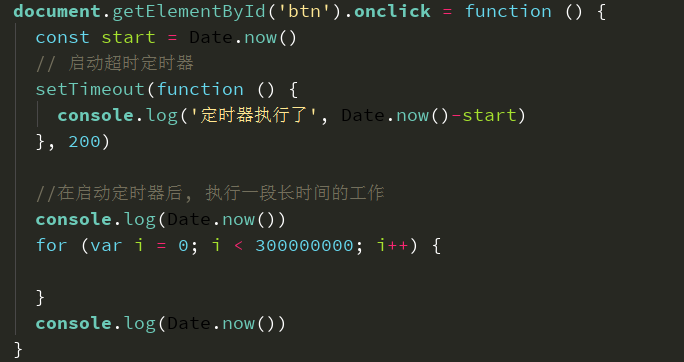 document.getElementById('btn').onclick = function () {
  const start = Date.now()
  // 启动超时定时器
  setTimeout(function () {
    console.log('定时器执行了', Date.now()-start)
  }, 200)

  //在启动定时器后, 执行一段长时间的工作
  console.log(Date.now())
  for (var i = 0; i < 300000000; i++) {

  }
  console.log(Date.now())
}